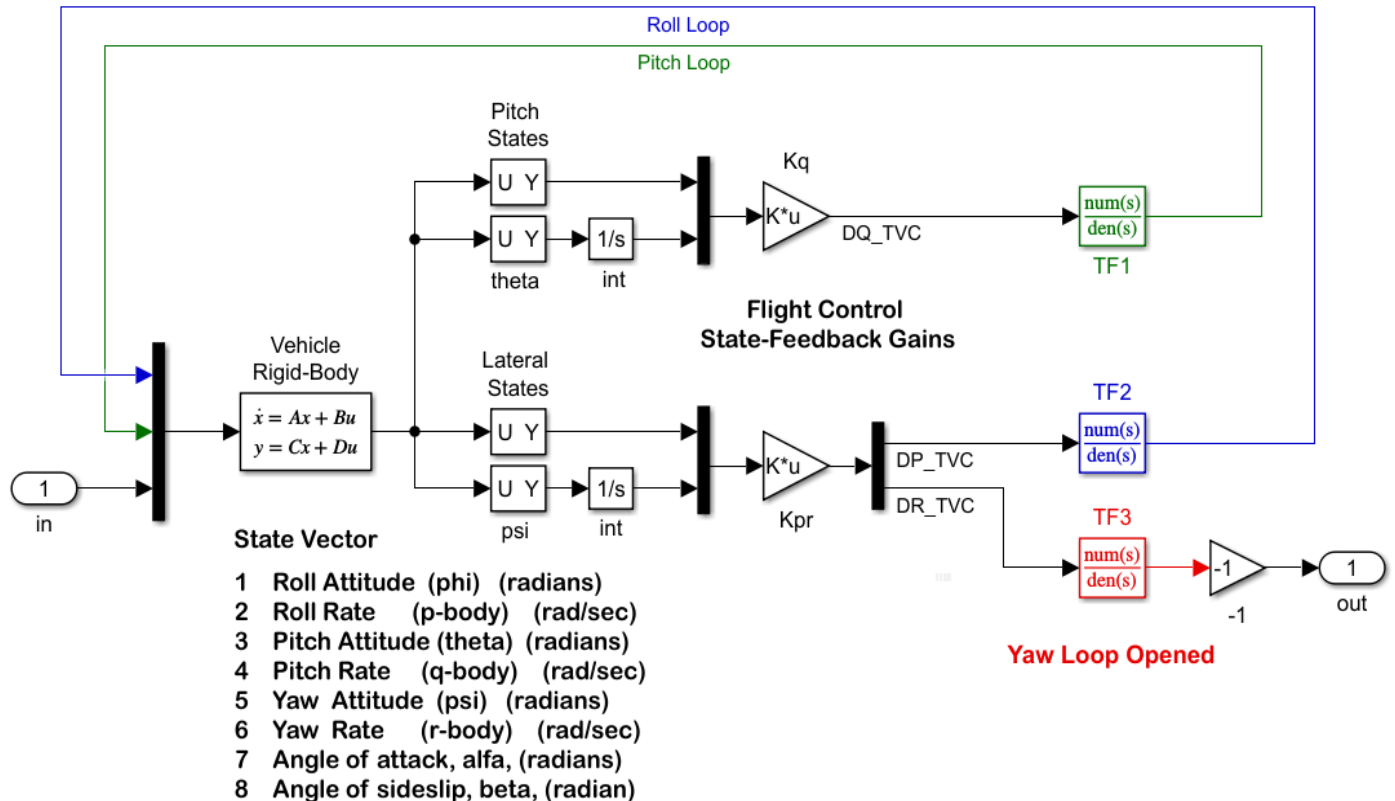 Roll Loop
Pitch Loop
Pitch
States
U Y
Kq
K*u
DQ_TVC
num(s)
den(s)
TF1
U Y
theta
1/s
int
Flight Control
State-Feedback Gains
Vehicle
Rigid-Body
ẋ = Ax + Bu
y = Cx + Du
Lateral
States
U Y
U Y
psi
1/s
int
K*u
Kpr
DP_TVC
DR_TVC
TF2
num(s)
den(s)
TF3
num(s)
den(s)
-1
-1
1
out
Yaw Loop Opened
1
in
State Vector
1 Roll Attitude (phi) (radians)
2 Roll Rate (p-body) (rad/sec)
3 Pitch Attitude (theta) (radians)
4 Pitch Rate (q-body) (rad/sec)
5 Yaw Attitude (psi) (radians)
6 Yaw Rate (r-body) (rad/sec)
7 Angle of attack, alfa, (radians)
8 Angle of sideslip, beta, (radian)